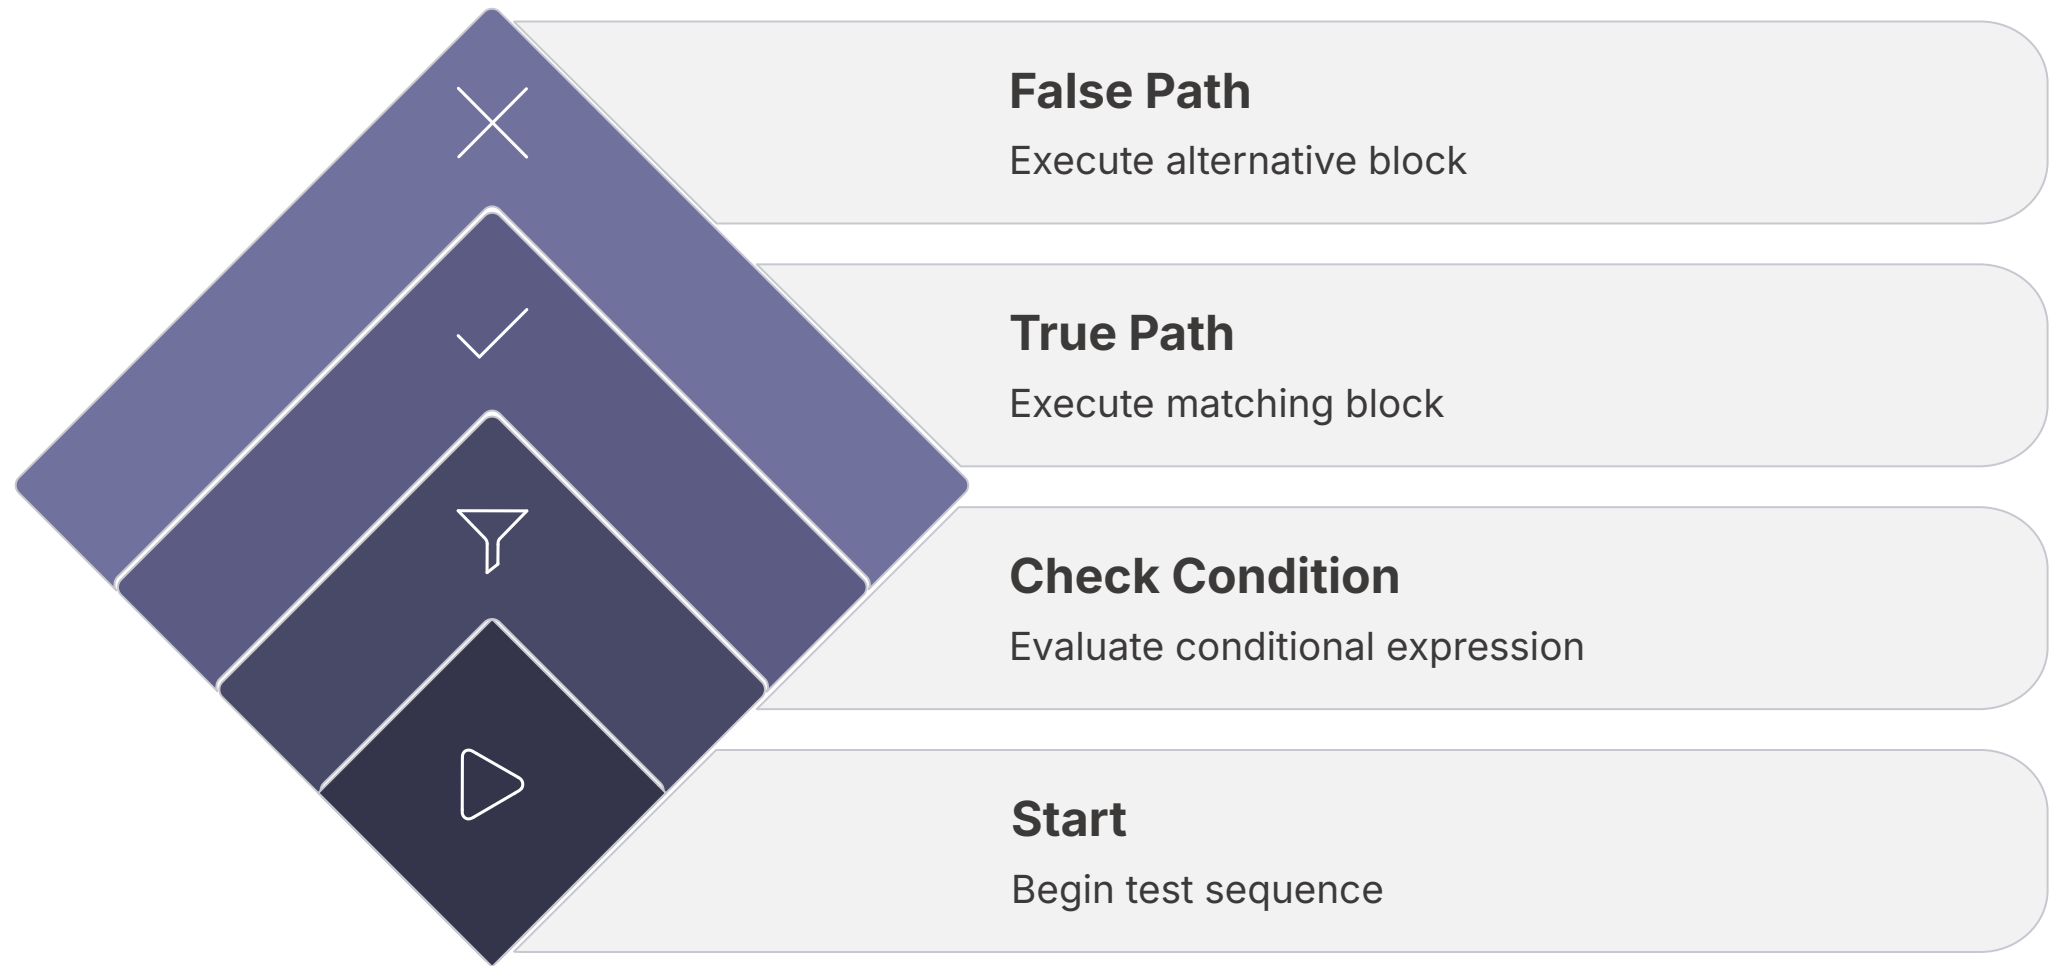 False Path
Execute alternative block
True Path
Execute matching block
Check Condition
Evaluate conditional expression
Start
Begin test sequence